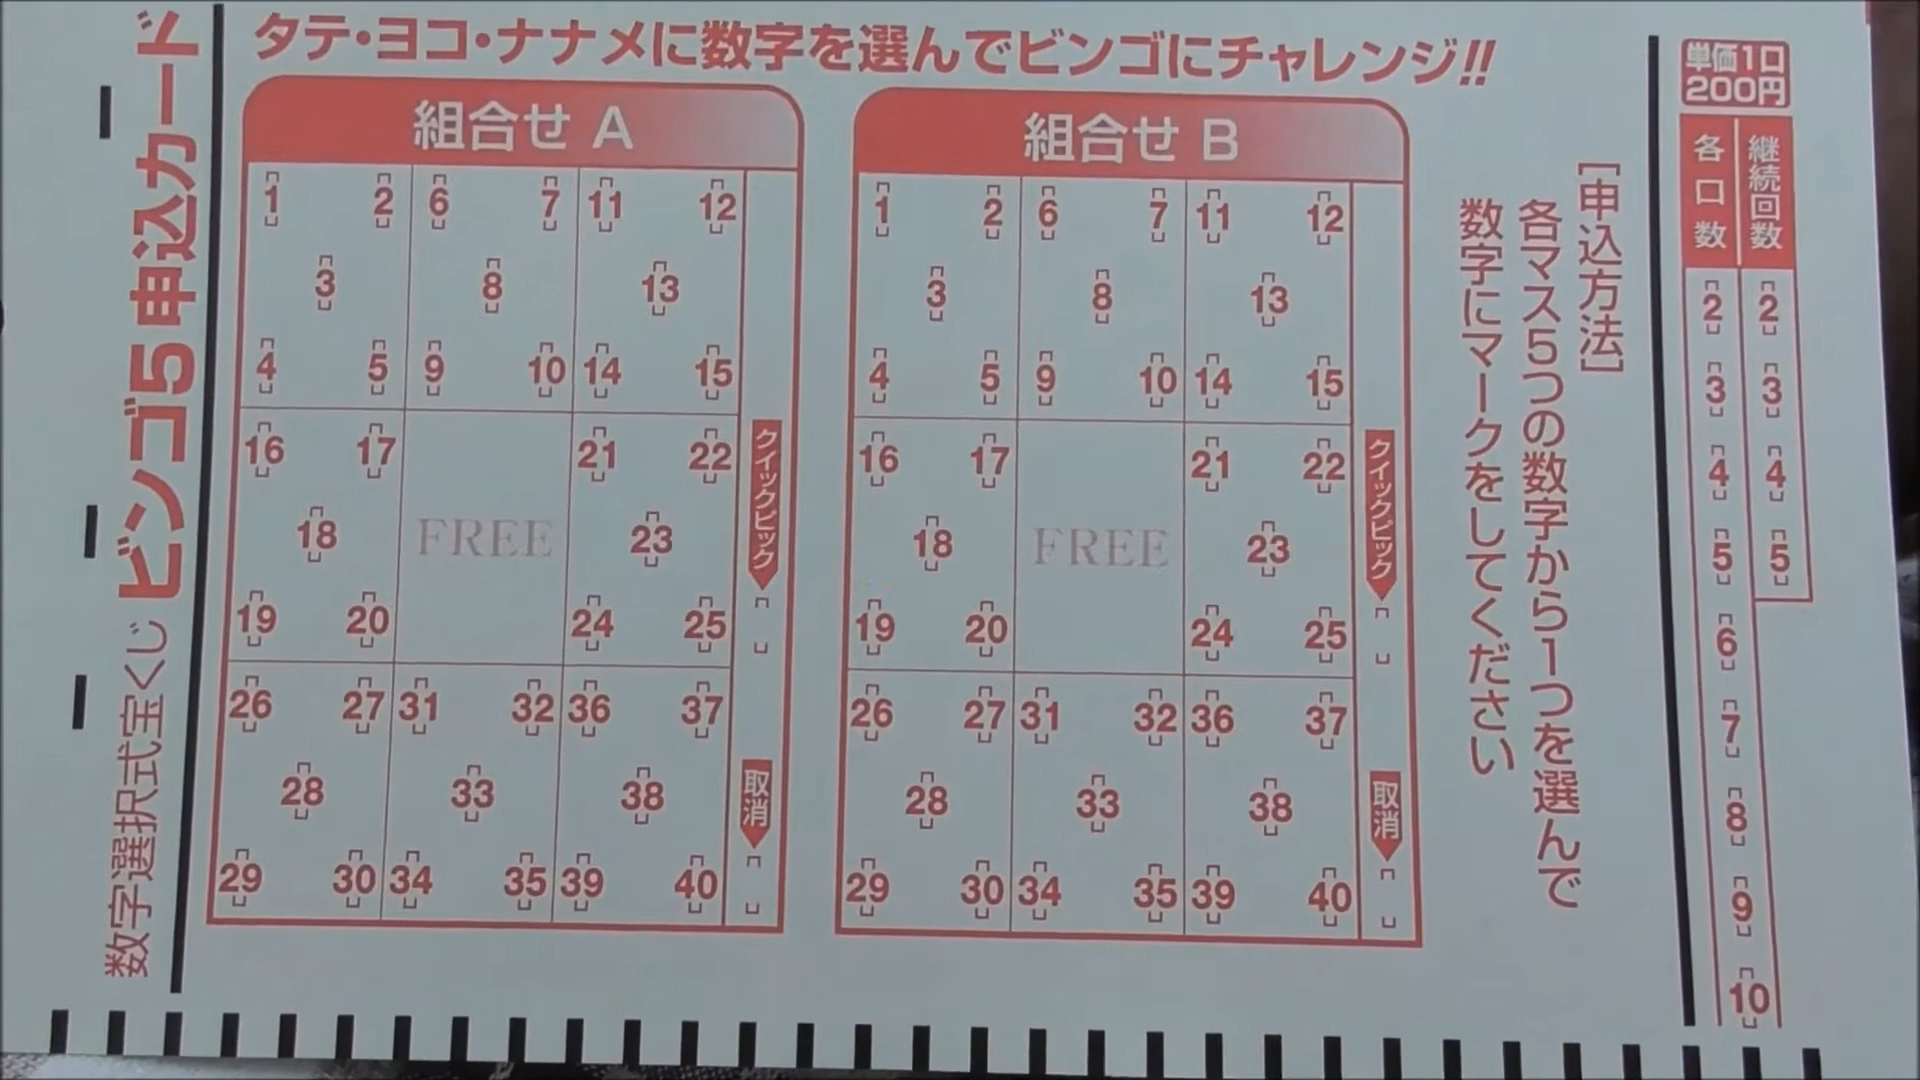 タテ・ヨコ・ナナメに数字を選んでビンゴにチャレンジ!!
数字選択式宝くじ ビンゴ5申込カード
組合せ A
1 2 6 7 11 12
3 8 13
4 5 9 10 14 15
16 17 21 22
18 FREE 23
19 20 24 25
26 27 31 32 36 37
28 33 38
29 30 34 35 39 40
クイックピック
取消
組合せ B
1 2 6 7 11 12
3 8 13
4 5 9 10 14 15
16 17 21 22
18 FREE 23
19 20 24 25
26 27 31 32 36 37
28 33 38
29 30 34 35 39 40
クイックピック
取消
[申込方法]
各マス5つの数字から1つを選んで
数字にマークをしてください
単価1口
200円
各口数
2
3
4
5
6
7
8
9
10
継続回数
2
3
4
5